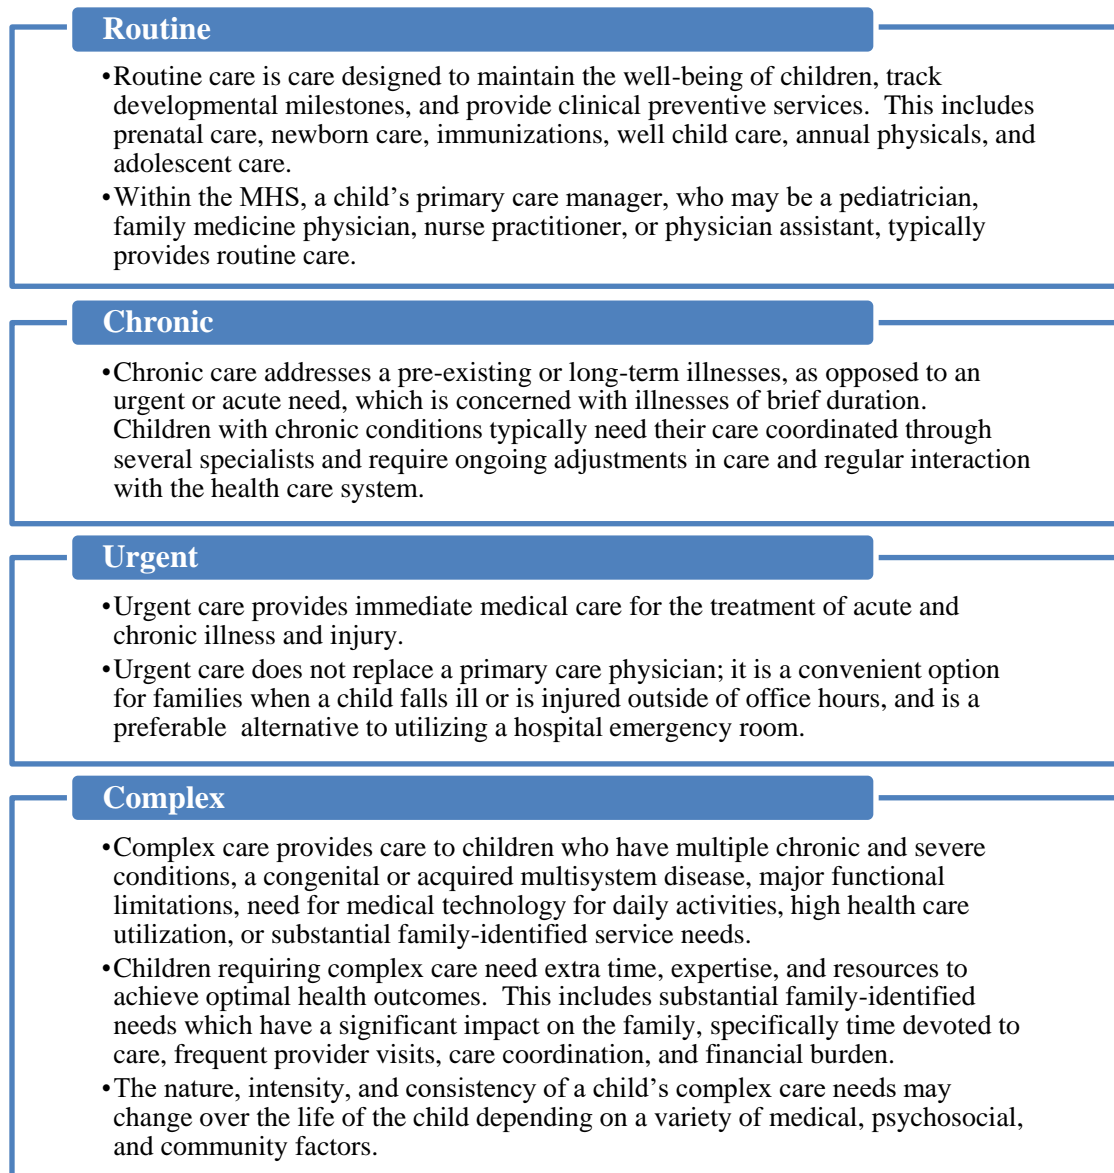 Routine
•Routine care is care designed to maintain the well-being of children, track
developmental milestones, and provide clinical preventive services.  This includes
prenatal care, newborn care, immunizations, well child care, annual physicals, and
adolescent care.
•Within the MHS, a child’s primary care manager, who may be a pediatrician,
family medicine physician, nurse practitioner, or physician assistant, typically
provides routine care.
Chronic
•Chronic care addresses a pre-existing or long-term illnesses, as opposed to an
urgent or acute need, which is concerned with illnesses of brief duration.
Children with chronic conditions typically need their care coordinated through
several specialists and require ongoing adjustments in care and regular interaction
with the health care system.
Urgent
•Urgent care provides immediate medical care for the treatment of acute and
chronic illness and injury.
•Urgent care does not replace a primary care physician; it is a convenient option
for families when a child falls ill or is injured outside of office hours, and is a
preferable  alternative to utilizing a hospital emergency room.
Complex
•Complex care provides care to children who have multiple chronic and severe
conditions, a congenital or acquired multisystem disease, major functional
limitations, need for medical technology for daily activities, high health care
utilization, or substantial family-identified service needs.
•Children requiring complex care need extra time, expertise, and resources to
achieve optimal health outcomes.  This includes substantial family-identified
needs which have a significant impact on the family, specifically time devoted to
care, frequent provider visits, care coordination, and financial burden.
•The nature, intensity, and consistency of a child’s complex care needs may
change over the life of the child depending on a variety of medical, psychosocial,
and community factors.